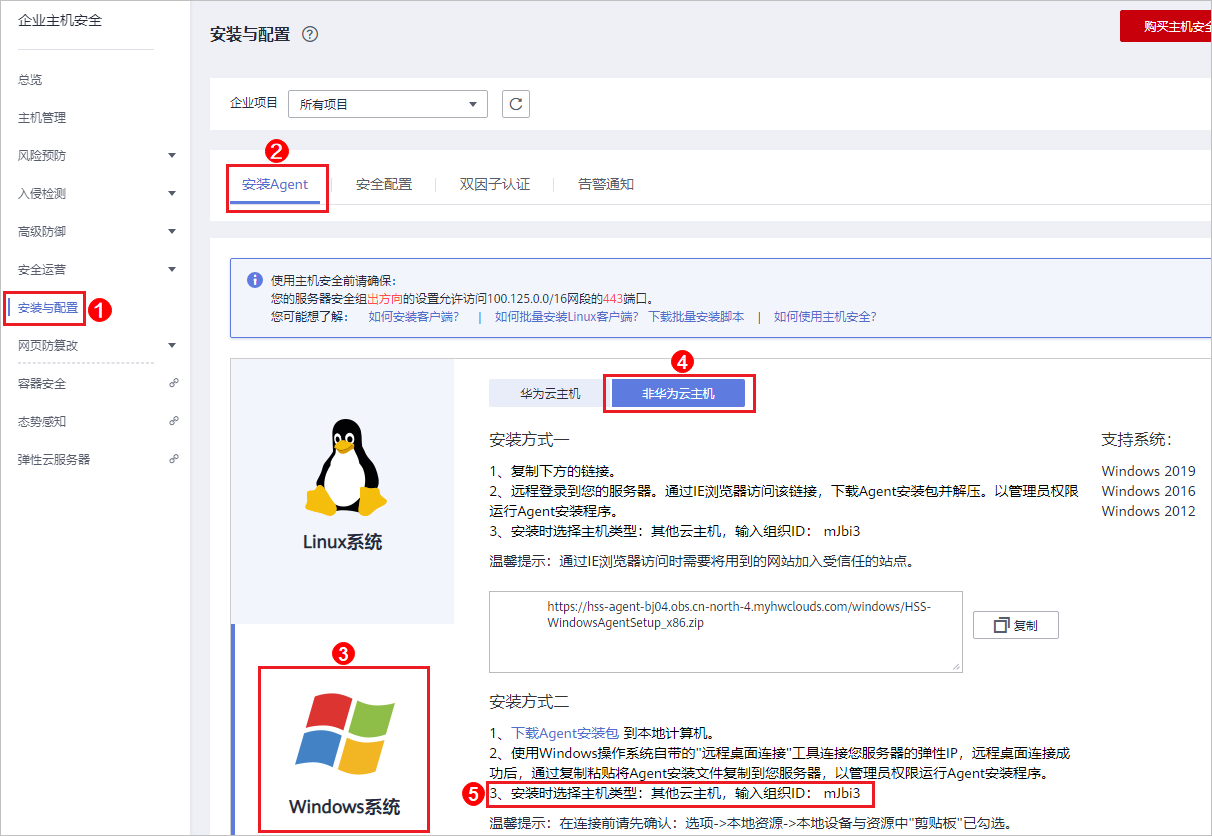 企业主机安全
总览
主机管理
风险预防
入侵检测
高级防御
安全运营
安装与配置
1
网页防篡改
容器安全
态势感知
弹性云服务器
安装与配置 ?
购买主机安全
企业项目 所有项目
2
安装Agent 安全配置 双因子认证 告警通知
使用主机安全前请确保：
您的服务器安全组出方向的设置允许访问100.125.0.0/16网段的443端口。
您可能想了解： 如何安装客户端？ | 如何批量安装Linux客户端？ 下载批量安装脚本 | 如何使用主机安全？
Linux系统
3
Windows系统
4
华为云主机 非华为云主机
安装方式一
1、复制下方的链接。
2、远程登录到您的服务器。通过IE浏览器访问该链接，下载Agent安装包并解压。以管理员权限
运行Agent安装程序。
3、安装时选择主机类型：其他云主机，输入组织ID： mJbi3
温馨提示：通过IE浏览器访问时需要将用到的网站加入受信任的站点。
https://hss-agent-bj04.obs.cn-north-4.myhwclouds.com/windows/HSS-
WindowsAgentSetup_x86.zip
复制
支持系统：
Windows 2019
Windows 2016
Windows 2012
安装方式二
1、下载Agent安装包 到本地计算机。
2、使用Windows操作系统自带的"远程桌面连接"工具连接您服务器的弹性IP，远程桌面连接成
功后，通过复制粘贴将Agent安装文件复制到您服务器，以管理员权限运行Agent安装程序。
5
3、安装时选择主机类型：其他云主机，输入组织ID： mJbi3
温馨提示：在连接前请先确认：选项->本地资源->本地设备与资源中"剪贴板"已勾选。